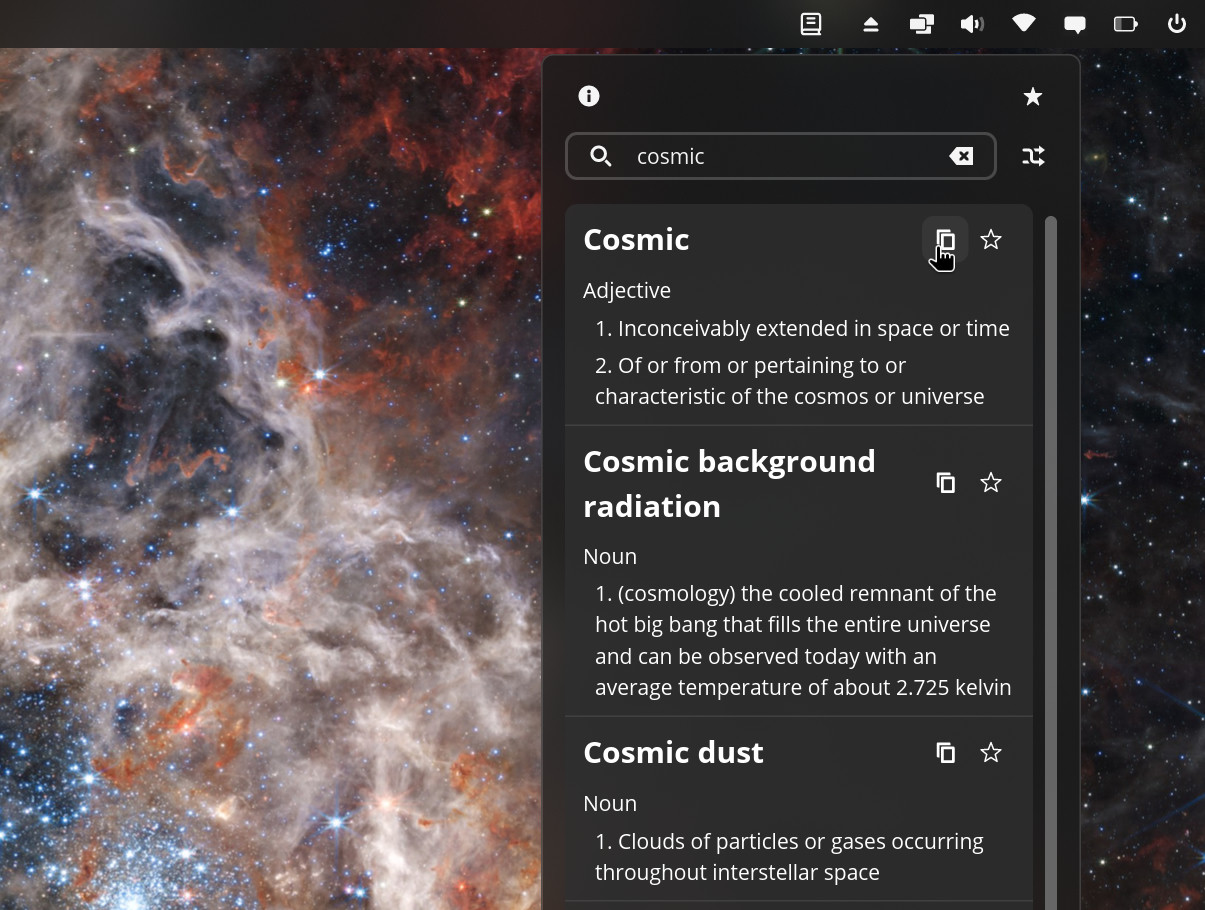 cosmic
Cosmic
Adjective
1. Inconceivably extended in space or time
2. Of or from or pertaining to or
characteristic of the cosmos or universe
Cosmic background
radiation
Noun
1. (cosmology) the cooled remnant of the
hot big bang that fills the entire universe
and can be observed today with an
average temperature of about 2.725 kelvin
Cosmic dust
Noun
1. Clouds of particles or gases occurring
throughout interstellar space